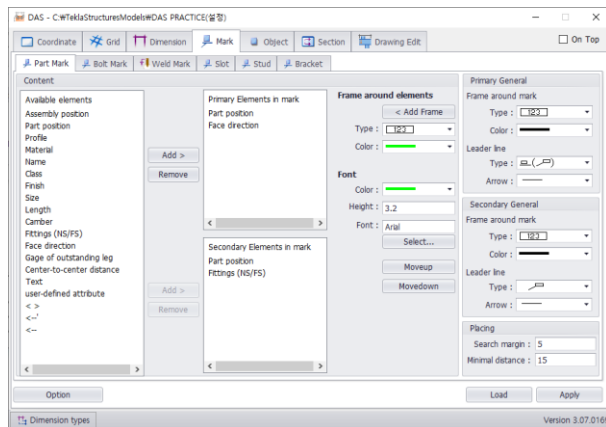 DAS - C:₩TeklaStructuresModels₩DAS PRACTICE(설정)
Coordinate Grid Dimension Mark Object Section Drawing Edit On Top
Part Mark Bolt Mark Weld Mark Slot Stud Bracket
Content
Available elements
Assembly position
Part position
Profile
Material
Name
Class
Finish
Size
Length
Camber
Fittings (NS/FS)
Face direction
Gage of outstanding leg
Center-to-center distance
Text
user-defined attribute
< >
<--'
<--
Add >
Remove
Add >
Remove
Primary Elements in mark
Part position
Face direction
Secondary Elements in mark
Part position
Fittings (NS/FS)
Frame around elements
< Add Frame
Type : 123
Color :
Font
Color :
Height : 3.2
Font : Arial
Select...
Moveup
Movedown
Primary General
Frame around mark
Type : 123
Color :
Leader line
Type :
Arrow :
Secondary General
Frame around mark
Type : 123
Color :
Leader line
Type :
Arrow :
Placing
Search margin : 5
Minimal distance : 15
Option Load Apply
Dimension types Version 3.07.016